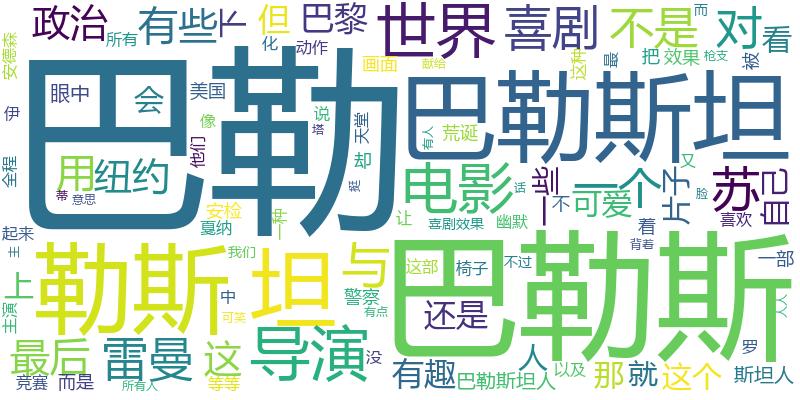 政治
有些
下
但
巴黎
世界
喜剧
不是
对
看
而
安德森
所有
化
动作
画面
献给
这种
最
把
效果
枪支
被
眼中
会
美国
像
说
塔
天堂
巴勒
巴勒斯坦
伊
他们
有人
荒诞
又
全程
用
纽约
却
挺
电影
一些
一个
片子
苏
自己
蒂
意思
安检
一种
让
话
可爱
不
脸
喜欢
起来
夏纳
喜剧效果
幽默
着
背着
主
我们
勒斯
坦
与
巴勒斯
这部
椅子
不过
一部
上
中
警察
有点
还是
人人
主演
可笑
最后
雷曼
这
导演
没
有趣
人
那
就
这个
罗
斯坦人
竞赛
而是
所有人
等等
巴勒斯坦人
以及